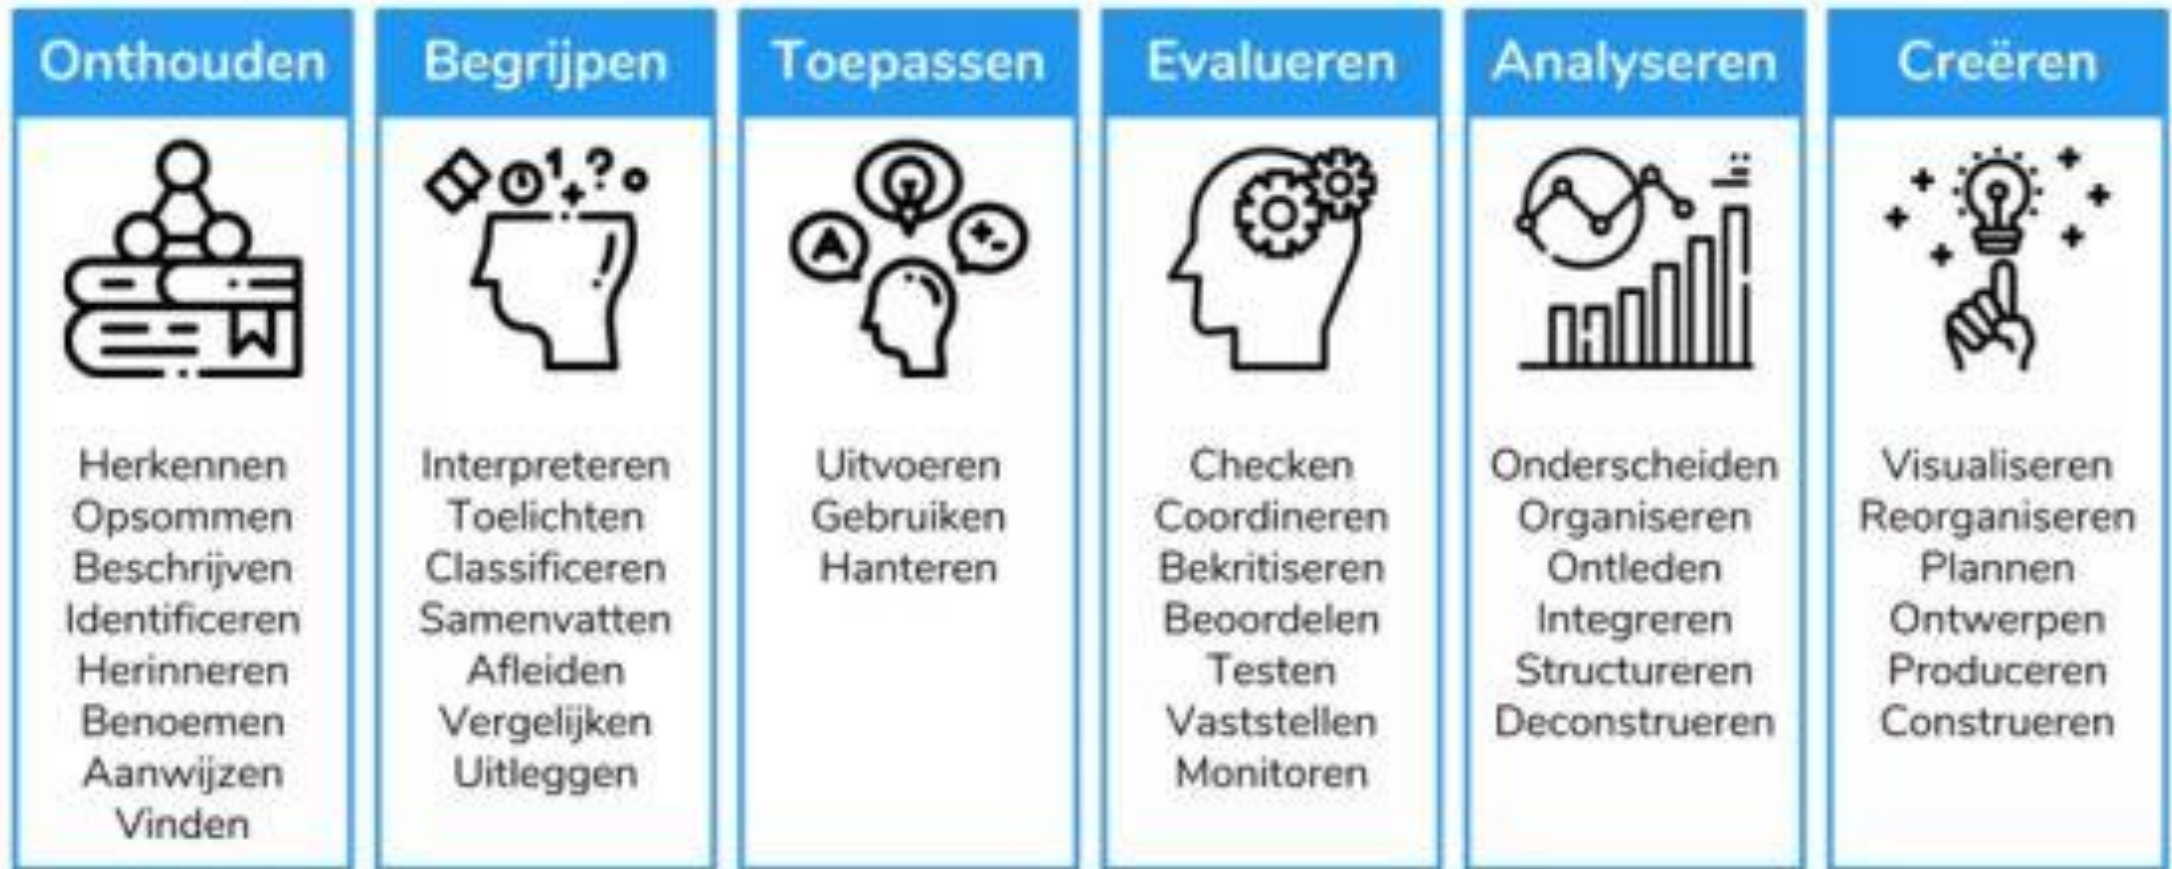 Onthouden
Herkennen
Opsommen
Beschrijven
Identificeren
Herinneren
Benoemen
Aanwijzen
Vinden
Begrijpen
1
?
Interpreteren
Toelichten
Classificeren
Samenvatten
Afleiden
Vergelijken
Uitleggen
Toepassen
A
+-
Uitvoeren
Gebruiken
Hanteren
Evalueren
Checken
Coordineren
Bekritiseren
Beoordelen
Testen
Vaststellen
Monitoren
Analyseren
Onderscheiden
Organiseren
Ontleden
Integreren
Structureren
Deconstrueren
Creëren
Visualiseren
Reorganiseren
Plannen
Ontwerpen
Produceren
Construeren